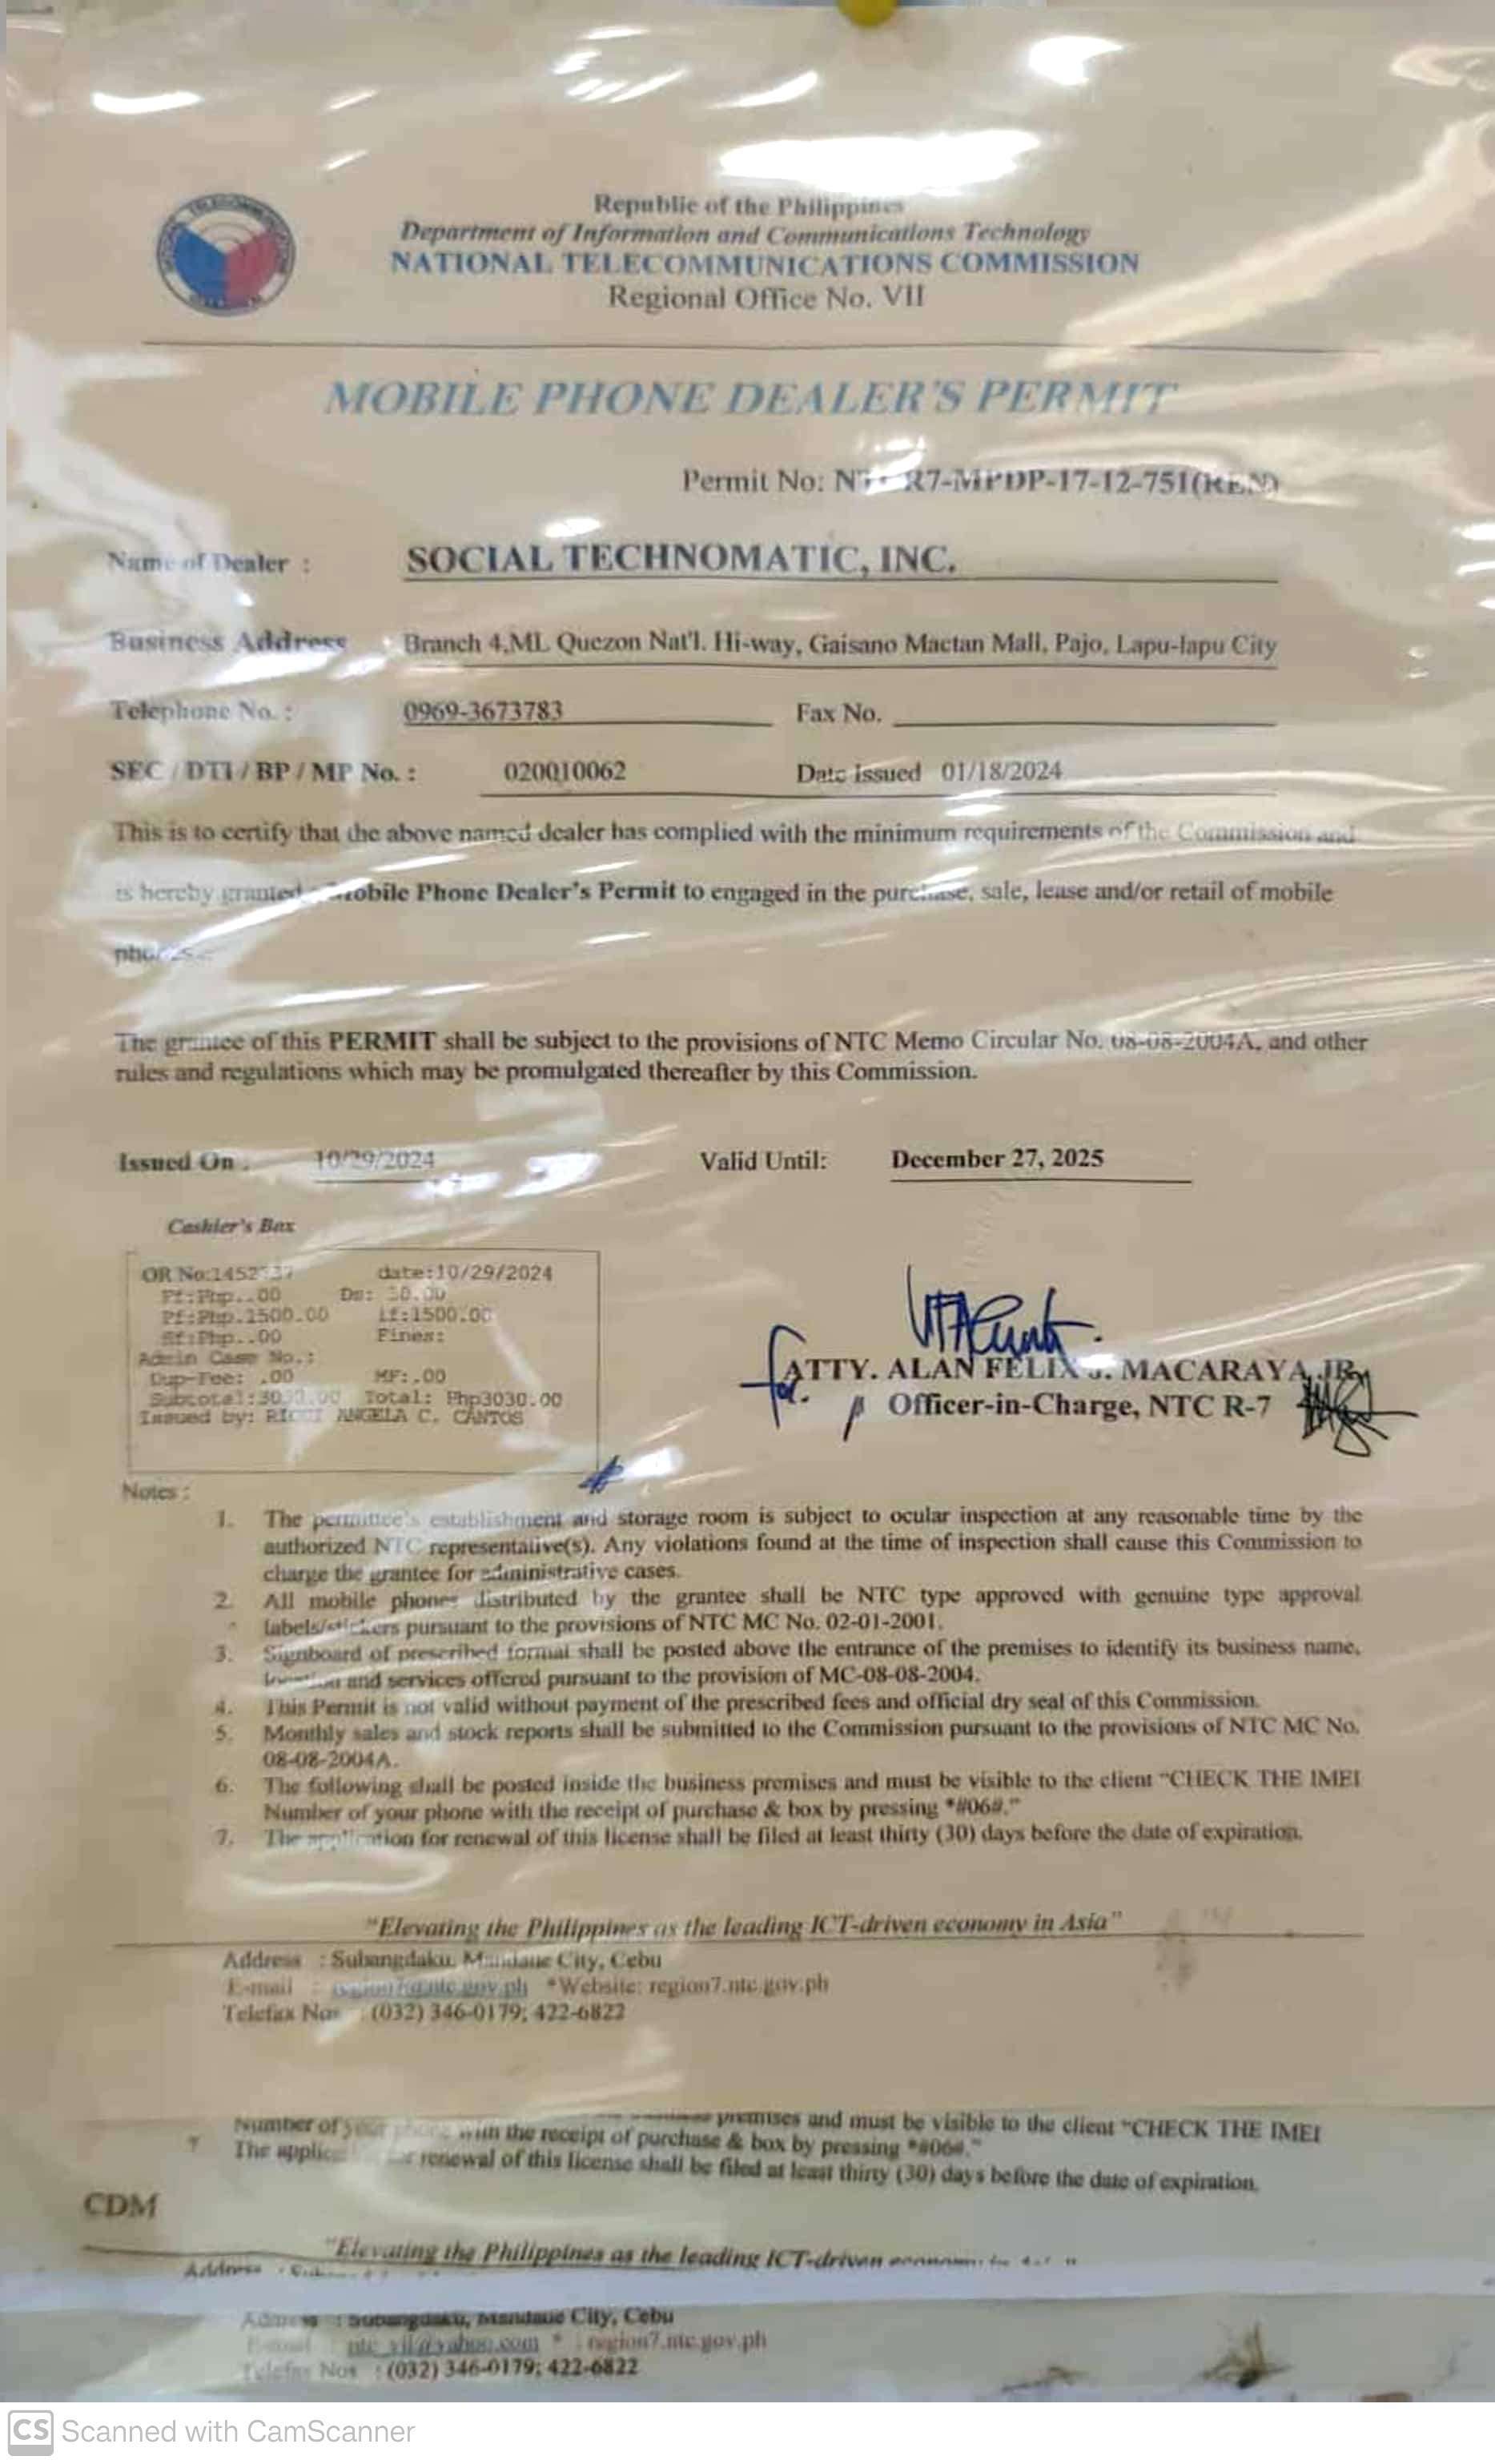 Republic of the Philippines
Department of Information and Communications Technology
NATIONAL TELECOMMUNICATIONS COMMISSION
Regional Office No. VII
MOBILE PHONE DEALER'S PERMIT
Permit No: R7-MPDP-17-12-751(REN)
Name of Dealer : SOCIAL TECHNOMATIC, INC.
Business Address : Branch 4,ML Quezon Nat'l. Hi-way, Gaisano Mactan Mall, Pajo, Lapu-lapu City
Telephone No. : 0969-3673783 Fax No.
SEC / DTI / BP / MP No. : 020010062 Date issued 01/18/2024
This is to certify that the above named dealer has complied with the minimum requirements of the Commission and
is hereby granted Mobile Phone Dealer's Permit to engaged in the purchase, sale, lease and/or retail of mobile
The grantee of this PERMIT shall be subject to the provisions of NTC Memo Circular No. 08-08-2004A, and other
rules and regulations which may be promulgated thereafter by this Commission.
Issued On : 10/29/2024 Valid Until: December 27, 2025
Cashier's Box
OR No: date:10/29/2024
Ff:Php..00 Ds:
Pf:Php.1500.00 Lf:1500.00
Sf:Php..00 Fines:
Admin Case No.:
Dup-Fee: .00 MF:.00
Subtotal: Total: Php3030.00
Issued by: ANGELA C. CANTOS
for.
ATTY. ALAN FELIX J. MACARAYA, JR.
Officer-in-Charge, NTC R-7
Notes :
1. The permittee's establishment and storage room is subject to ocular inspection at any reasonable time by the
authorized NTC representative(s). Any violations found at the time of inspection shall cause this Commission to
charge the grantee for administrative cases.
2. All mobile phones distributed by the grantee shall be NTC type approved with genuine type approval
labels/stickers pursuant to the provisions of NTC MC No. 02-01-2001.
3. Signboard of prescribed format shall be posted above the entrance of the premises to identify its business name,
location and services offered pursuant to the provision of MC-08-08-2004.
4. This Permit is not valid without payment of the prescribed fees and official dry seal of this Commission.
5. Monthly sales and stock reports shall be submitted to the Commission pursuant to the provisions of NTC MC No.
08-08-2004A.
6. The following shall be posted inside the business premises and must be visible to the client "CHECK THE IMEI
Number of your phone with the receipt of purchase & box by pressing *#06#."
7. The application for renewal of this license shall be filed at least thirty (30) days before the date of expiration.
"Elevating the Philippines as the leading ICT-driven economy in Asia"
Address : Subangdaku, Mandaue City, Cebu
E-mail : region7@ntc.gov.ph *Website: region7.ntc.gov.ph
Telefax Nos : (032) 346-0179; 422-6822
premises and must be visible to the client "CHECK THE IMEI
Number of your phone with the receipt of purchase & box by pressing *#06#."
The application for renewal of this license shall be filed at least thirty (30) days before the date of expiration.
CDM
"Elevating the Philippines as the leading ICT-driven
Address :
Address : Subangdaku, Mandaue City, Cebu
E-mail : ntc_vii@yahoo.com * : region7.ntc.gov.ph
Telefax Nos : (032) 346-0179; 422-6822
CS Scanned with CamScanner